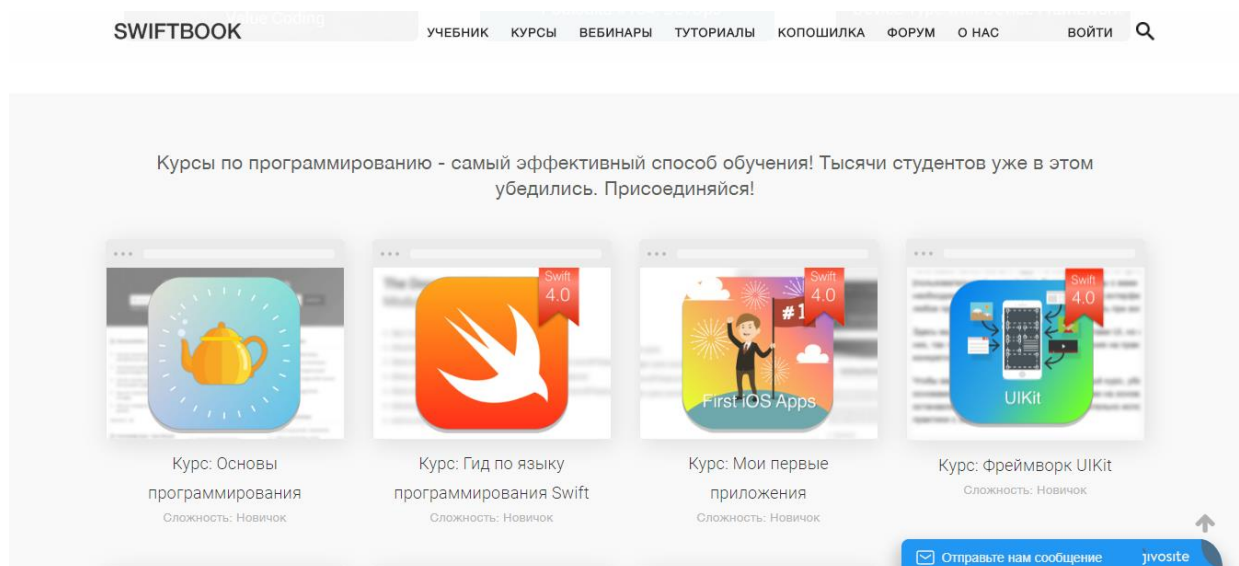 SWIFTBOOK УЧЕБНИК КУРСЫ ВЕБИНАРЫ ТУТОРИАЛЫ КОПОШИЛКА ФОРУМ О НАС ВОЙТИ
Курсы по программированию - самый эффективный способ обучения! Тысячи студентов уже в этом
убедились. Присоединяйся!
Swift
4.0
Swift
4.0
#1
First iOS Apps
Swift
4.0
UIKit
Курс: Основы
программирования
Сложность: Новичок
Курс: Гид по языку
программирования Swift
Сложность: Новичок
Курс: Мои первые
приложения
Сложность: Новичок
Курс: Фреймворк UIKit
Сложность: Новичок
Отправьте нам сообщение jivosite